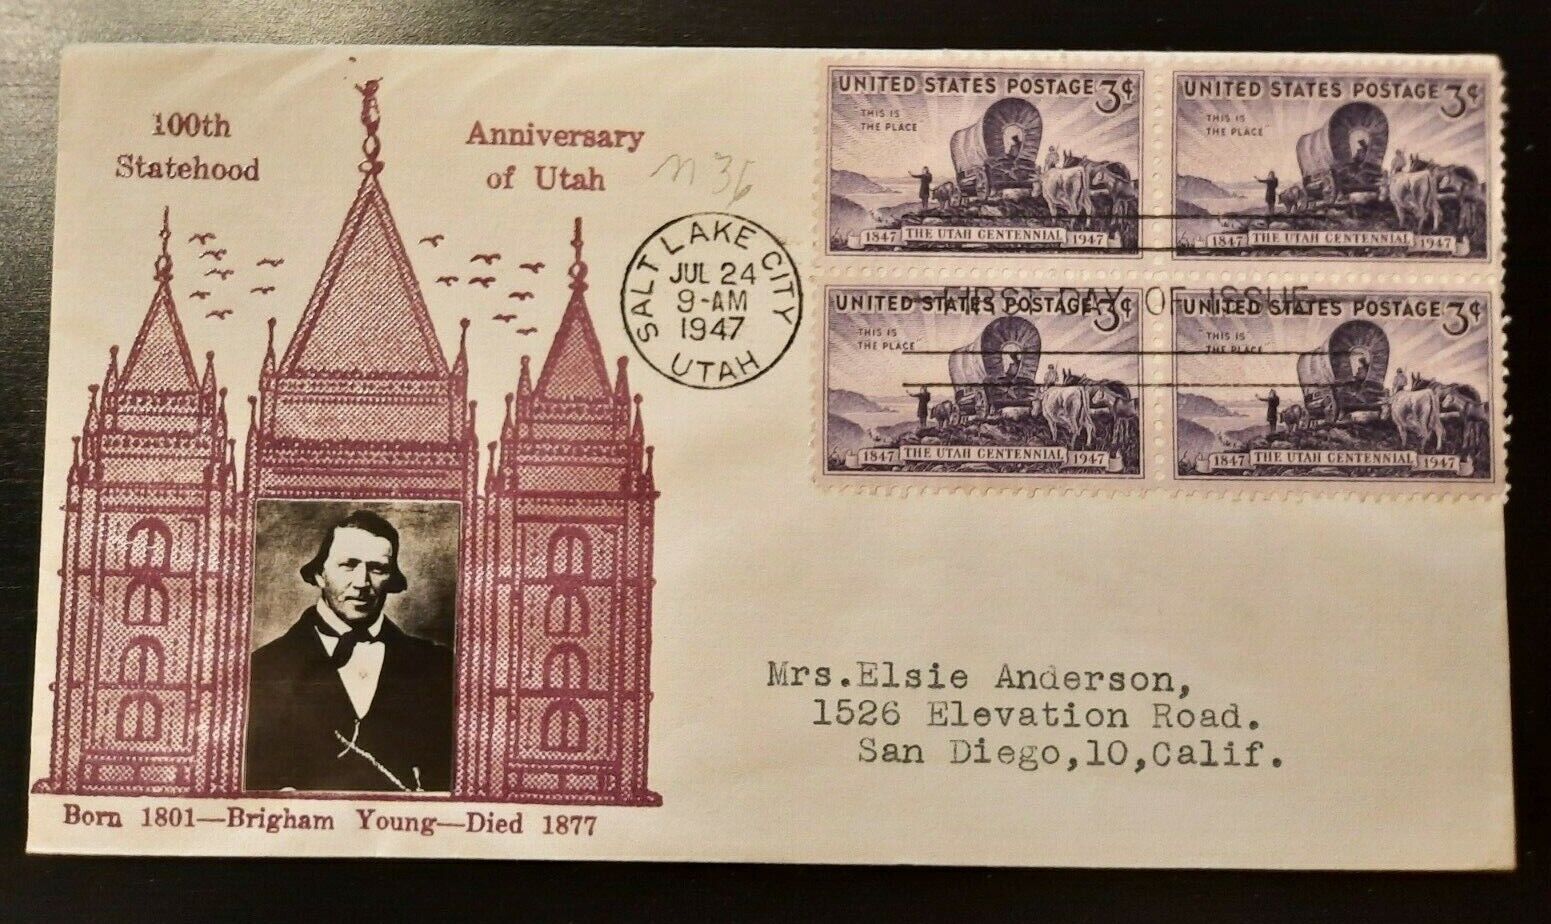 100th Anniversary
Statehood of Utah
n 36
SALT LAKE CITY
JUL 24
9-AM
1947
UTAH
UNITED STATES POSTAGE 3¢
"THIS IS
THE PLACE"
1847 THE UTAH CENTENNIAL 1947
UNITED STATES POSTAGE 3¢
"THIS IS
THE PLACE"
1847 THE UTAH CENTENNIAL 1947
FIRST DAY OF ISSUE
UNITED STATES POSTAGE 3¢
"THIS IS
THE PLACE"
1847 THE UTAH CENTENNIAL 1947
UNITED STATES POSTAGE 3¢
"THIS IS
THE PLACE"
1847 THE UTAH CENTENNIAL 1947
Mrs.Elsie Anderson,
1526 Elevation Road.
San Diego,10,Calif.
Born 1801—Brigham Young—Died 1877